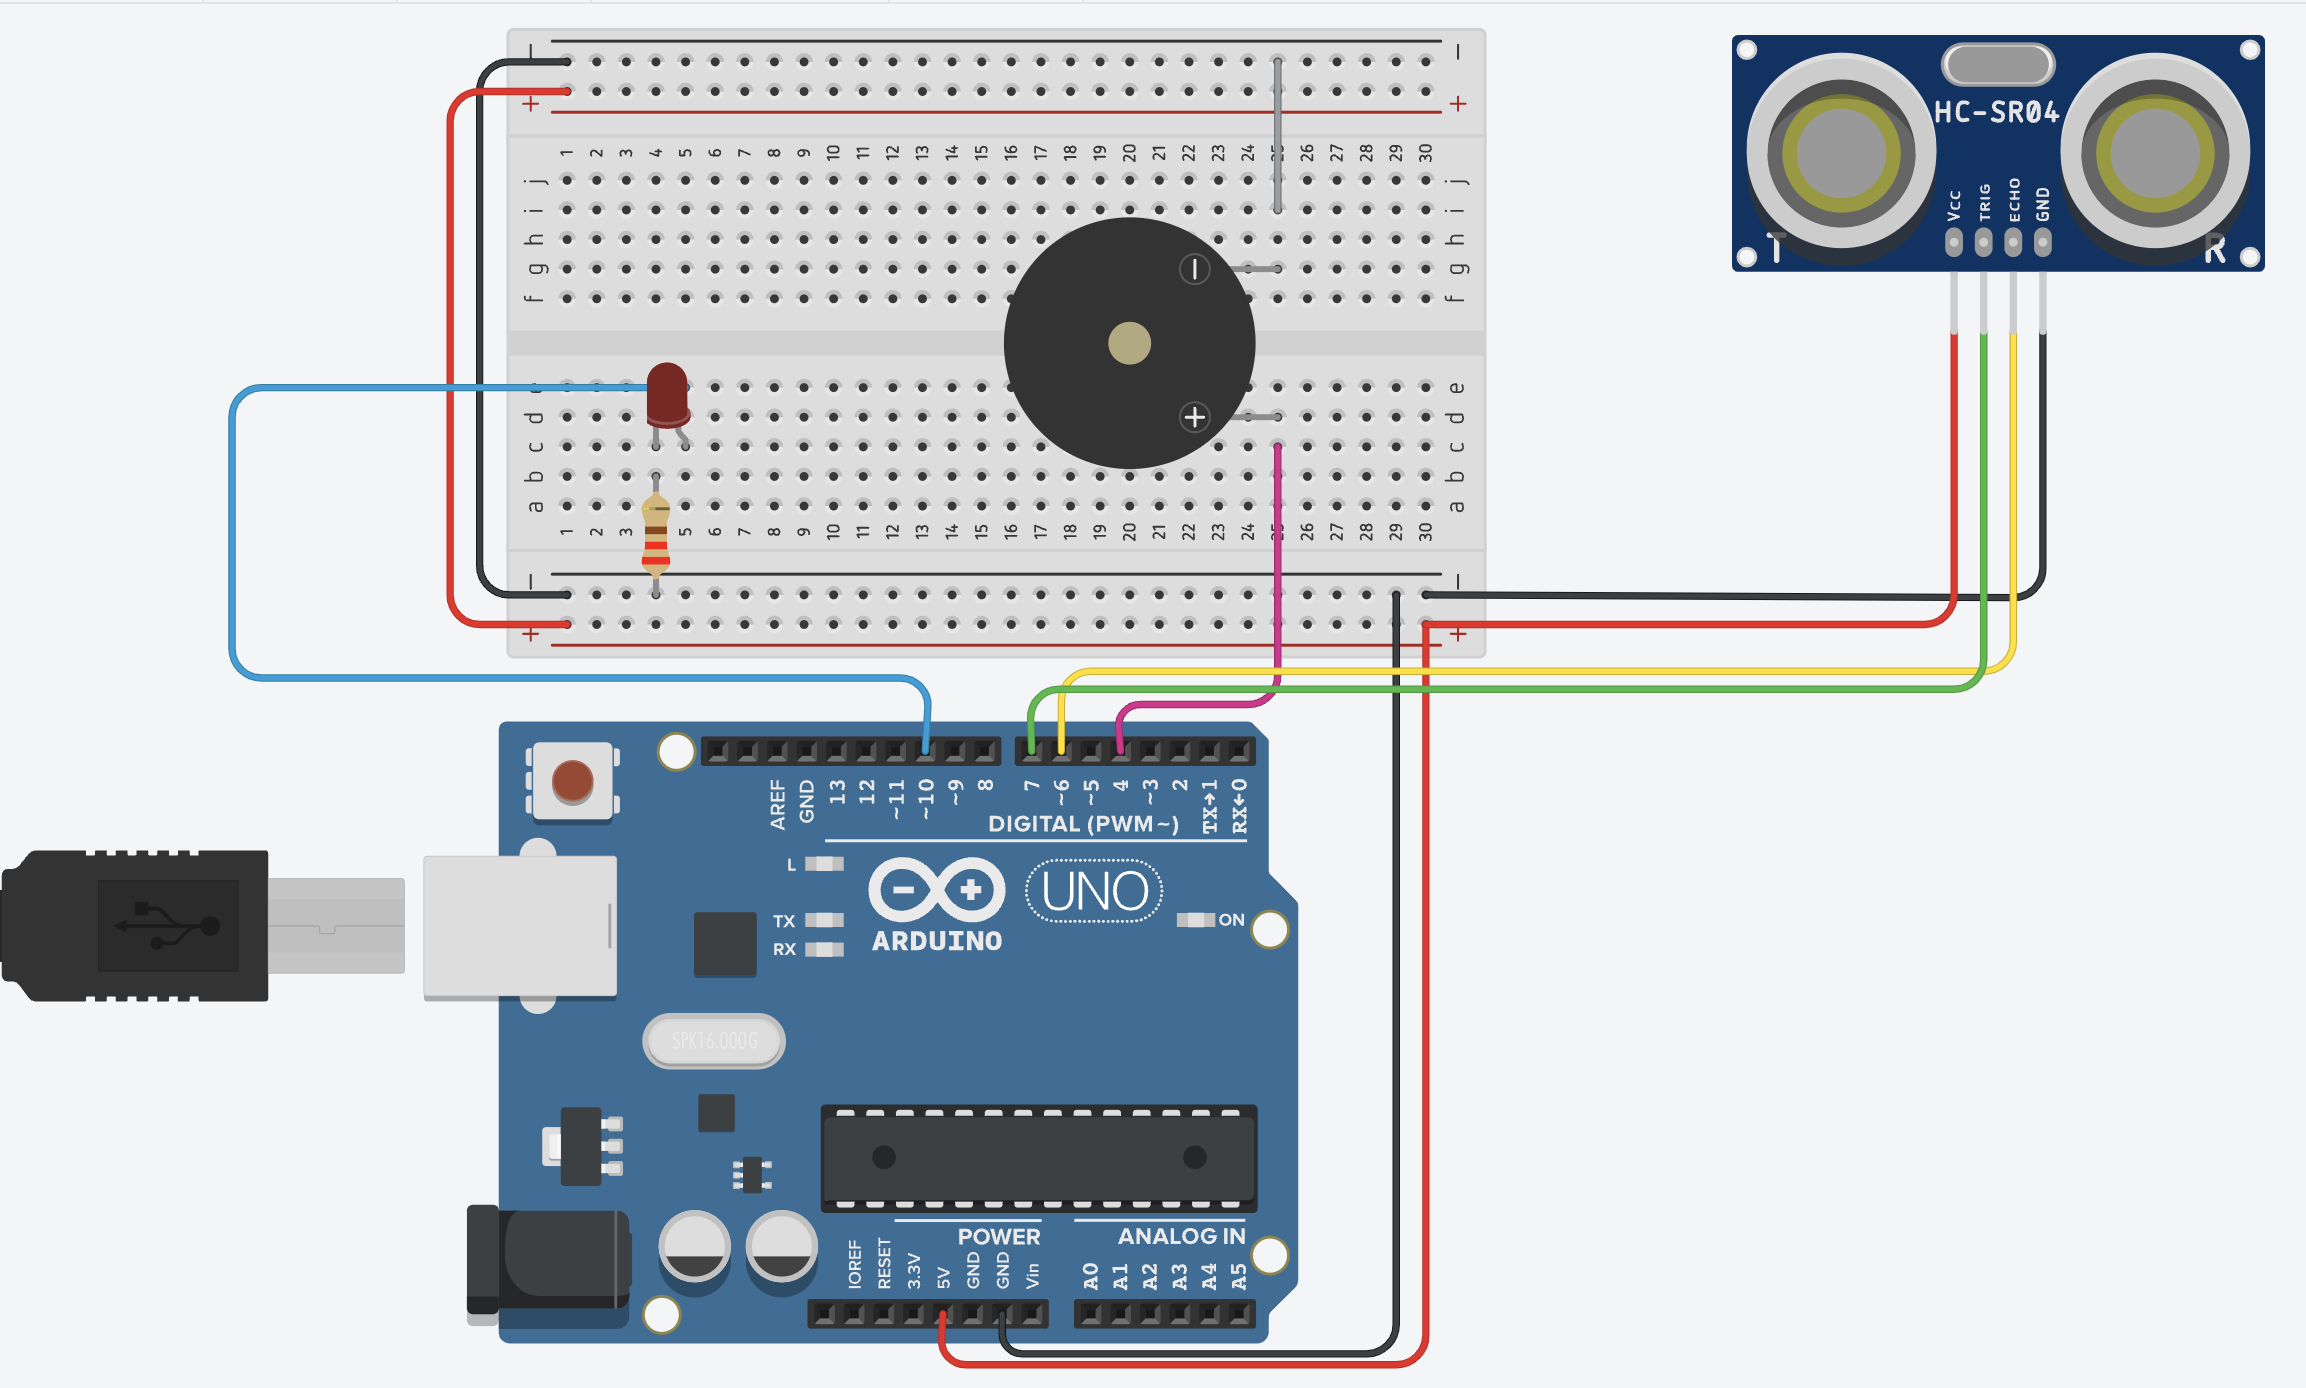 − −
+ +
1 2 3 4 5 6 7 8 9 10 11 12 13 14 15 16 17 18 19 20 21 22 23 24 25 26 27 28 29 30
j j
i i
h h
g g
f f
e e
d d
c c
b b
a a
1 2 3 4 5 6 7 8 9 10 11 12 13 14 15 16 17 18 19 20 21 22 23 24 25 26 27 28 29 30
− −
+ +
−
+
HC-SR04
VCC TRIG ECHO GND
T R
AREF GND 13 12 ~11 ~10 ~9 8 7 ~6 ~5 4 ~3 2 TX→1 RX←0
DIGITAL (PWM~)
L
TX
RX
− +
ARDUINO
UNO
ON
SPK16.000G
POWER
ANALOG IN
IOREF RESET 3.3V 5V GND GND Vin
A0 A1 A2 A3 A4 A5